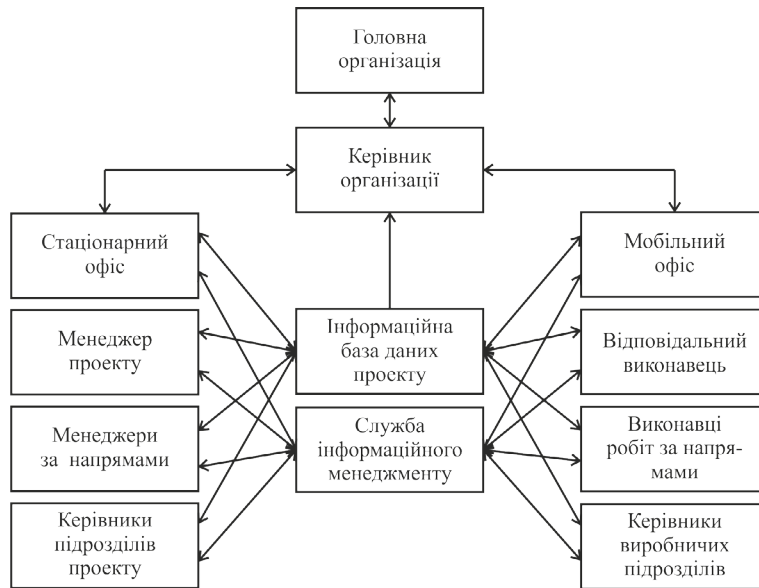 Головна
організація
Керівник
організації
Стаціонарний
офіс
Мобільний
офіс
Менеджер
проекту
Інформаційна
база даних
проєкту
Відповідальний
виконавець
Менеджери
за напрямами
Служба
інформаційного
менеджменту
Виконавці
робіт за напря-
мами
Керівники
підрозділів
проекту
Керівники
виробничих
підрозділів